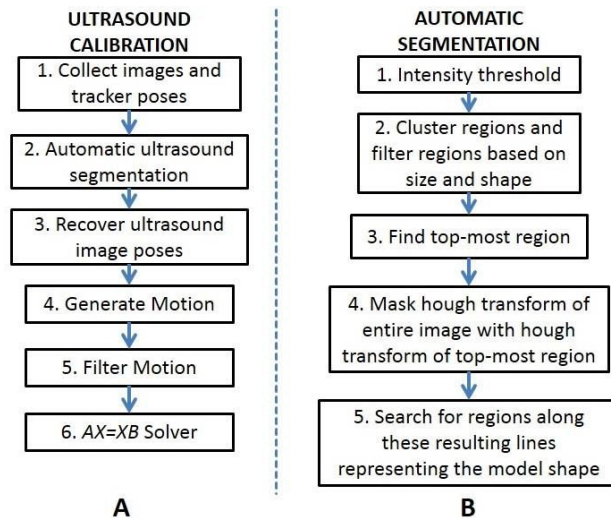 ULTRASOUND
CALIBRATION
1. Collect images and
tracker poses
2. Automatic ultrasound
segmentation
3. Recover ultrasound
image poses
4. Generate Motion
5. Filter Motion
6. AX=XB Solver
A
AUTOMATIC
SEGMENTATION
1. Intensity threshold
2. Cluster regions and
filter regions based on
size and shape
3. Find top-most region
4. Mask hough transform of
entire image with hough
transform of top-most region
5. Search for regions along
these resulting lines
representing the model shape
B